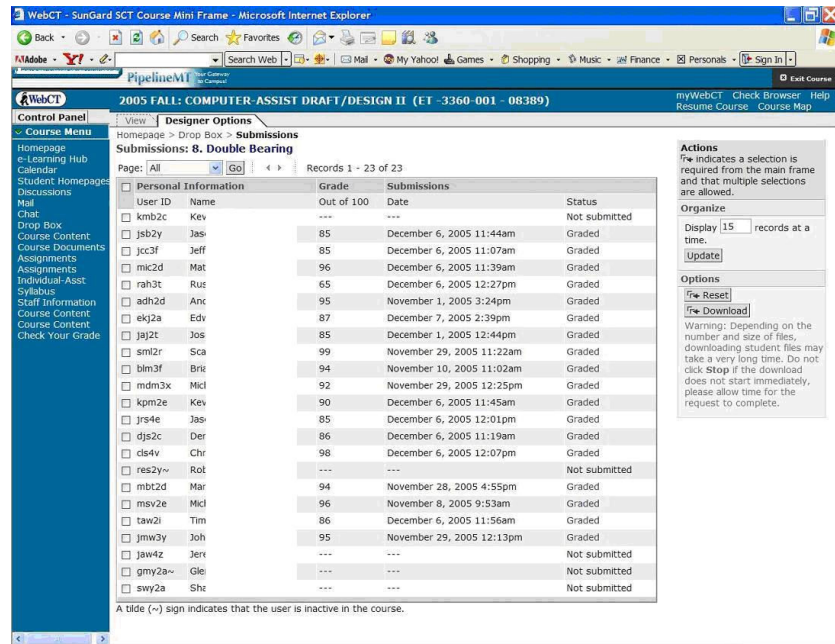 WebCT - SunGard SCT Course Mini Frame - Microsoft Internet Explorer
Back Search Favorites
Adobe Y! Search Web Mail My Yahoo! Games Shopping Music Finance Personals Sign In
PipelineMT Your Gateway to Campus! Exit Course
WebCT 2005 FALL: COMPUTER-ASSIST DRAFT/DESIGN II (ET -3360-001 - 08389) myWebCT Check Browser Help
Resume Course Course Map
Control Panel View Designer Options
Course Menu
Homepage
e-Learning Hub
Calendar
Student Homepages
Discussions
Mail
Chat
Drop Box
Course Content
Course Documents
Assignments
Assignments
Individual-Asst
Syllabus
Staff Information
Course Content
Course Content
Check Your Grade
Homepage > Drop Box > Submissions
Submissions: 8. Double Bearing
Page: All Go Records 1 - 23 of 23
Personal Information Grade Submissions
User ID Name Out of 100 Date Status
kmb2c Kev --- --- Not submitted
jsb2y Jas 85 December 6, 2005 11:44am Graded
jcc3f Jeff 85 December 6, 2005 11:07am Graded
mic2d Mat 96 December 6, 2005 11:39am Graded
rah3t Rus 65 December 6, 2005 12:27pm Graded
adh2d And 95 November 1, 2005 3:24pm Graded
ekj2a Edw 87 December 7, 2005 2:39pm Graded
jaj2t Jos 85 December 1, 2005 12:44pm Graded
sml2r Sca 99 November 29, 2005 11:22am Graded
blm3f Bria 94 November 10, 2005 11:02am Graded
mdm3x Micl 92 November 29, 2005 12:25pm Graded
kpm2e Kev 90 December 6, 2005 11:45am Graded
jrs4e Jas 85 December 6, 2005 12:01pm Graded
djs2c Der 86 December 6, 2005 11:19am Graded
cls4v Chr 98 December 6, 2005 12:07pm Graded
res2y~ Rob --- --- Not submitted
mbt2d Mar 94 November 28, 2005 4:55pm Graded
msv2e Micl 96 November 8, 2005 9:53am Graded
taw2i Tim 86 December 6, 2005 11:56am Graded
jmw3y Joh 95 November 29, 2005 12:13pm Graded
jaw4z Jere --- --- Not submitted
gmy2a~ Gle --- --- Not submitted
swy2a Sha --- --- Not submitted
A tilde (~) sign indicates that the user is inactive in the course.
Actions
indicates a selection is
required from the main frame
and that multiple selections
are allowed.
Organize
Display 15 records at a
time.
Update
Options
Reset
Download
Warning: Depending on the
number and size of files,
downloading student files may
take a very long time. Do not
click Stop if the download
does not start immediately,
please allow time for the
request to complete.